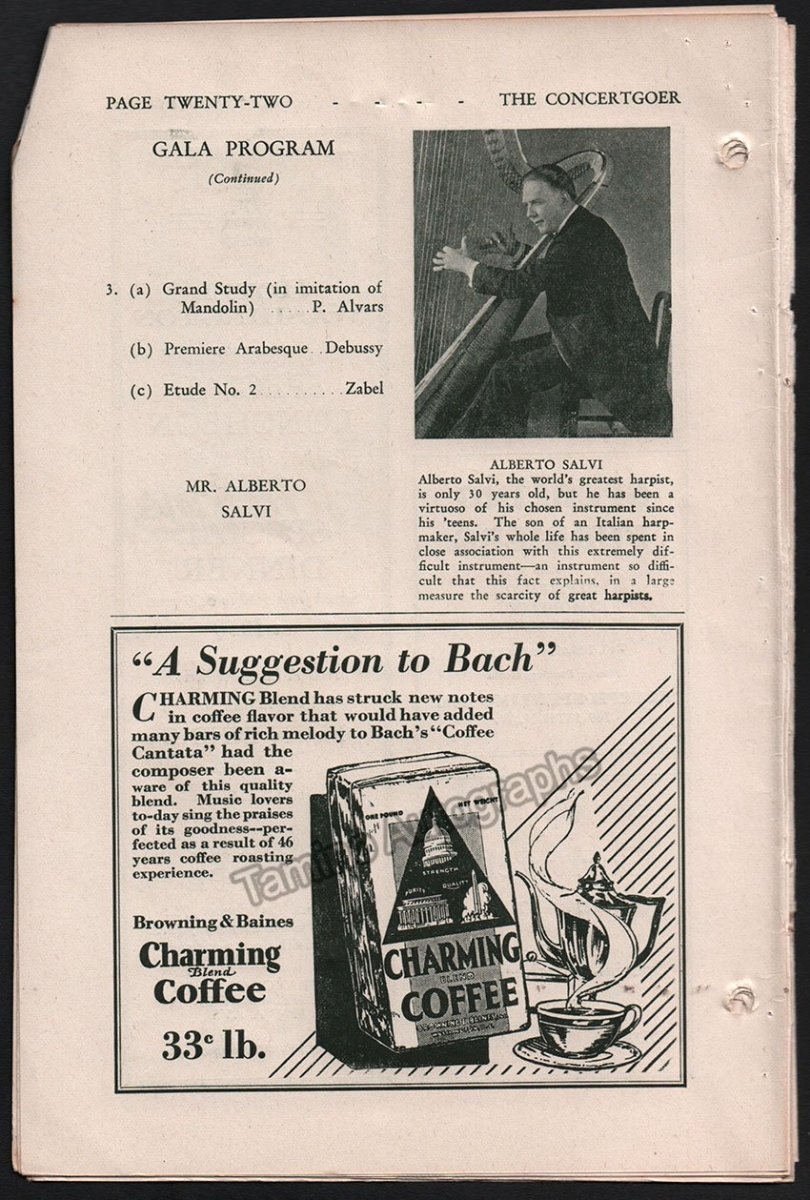 PAGE TWENTY-TWO - - - - - THE CONCERTGOER
GALA PROGRAM
(Continued)
3. (a) Grand Study (in imitation of
Mandolin) ..... P. Alvars
(b) Premiere Arabesque . . Debussy
(c) Etude No. 2 .......... Zabel
MR. ALBERTO
SALVI
ALBERTO SALVI
Alberto Salvi, the world's greatest harpist,
is only 30 years old, but he has been a
virtuoso of his chosen instrument since
his 'teens. The son of an Italian harp-
maker, Salvi's whole life has been spent in
close association with this extremely dif-
ficult instrument—an instrument so diffi-
cult that this fact explains, in a large
measure the scarcity of great harpists.
"A Suggestion to Bach"
CHARMING Blend has struck new notes
in coffee flavor that would have added
many bars of rich melody to Bach's "Coffee
Cantata" had the
composer been a-
ware of this quality
blend. Music lovers
to-day sing the praises
of its goodness--per-
fected as a result of 46
years coffee roasting
experience.
Browning & Baines
Charming
Blend
Coffee
33c lb.
ONE POUND NET WEIGHT
STRENGTH
PURITY QUALITY
CHARMING
BLEND
COFFEE
BROWNING & BAINES
Tamino Autographs